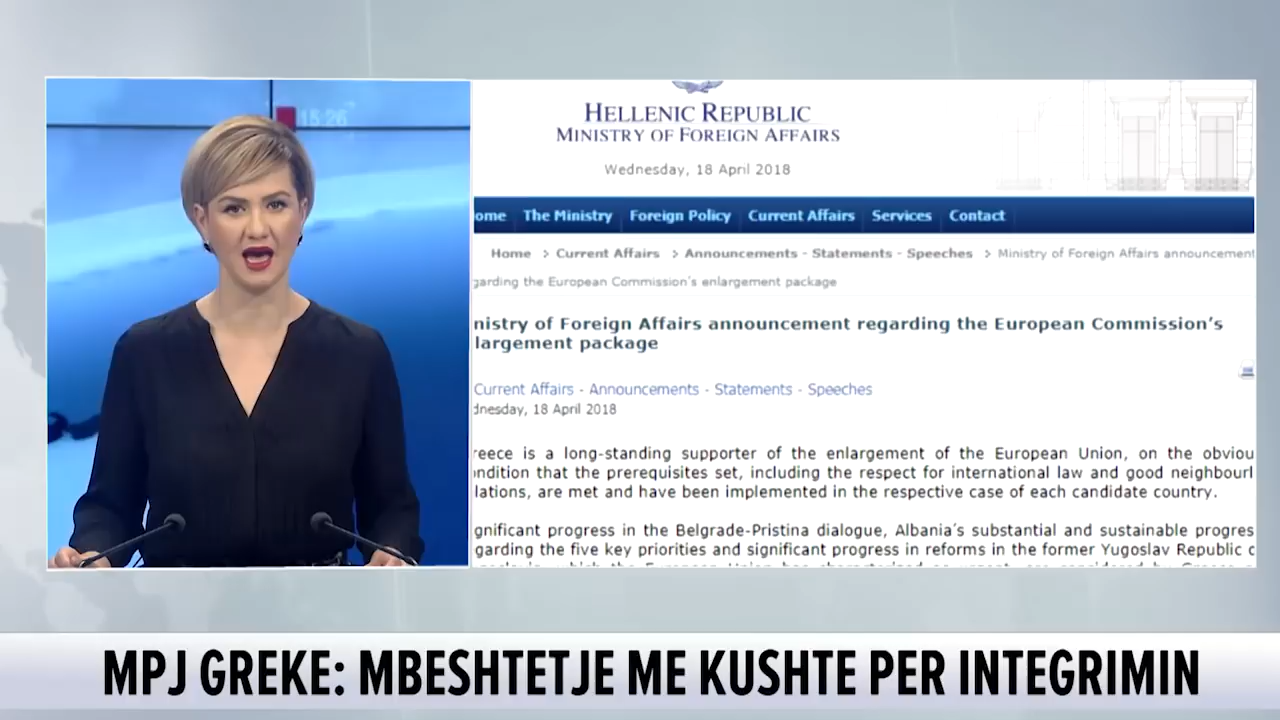 15:26
HELLENIC REPUBLIC
MINISTRY OF FOREIGN AFFAIRS
Wednesday, 18 April 2018
ome The Ministry Foreign Policy Current Affairs Services Contact
Home > Current Affairs > Announcements - Statements - Speeches > Ministry of Foreign Affairs announcement
garding the European Commission's enlargement package
nistry of Foreign Affairs announcement regarding the European Commission's
largement package
Current Affairs - Announcements - Statements - Speeches
dnesday, 18 April 2018
reece is a long-standing supporter of the enlargement of the European Union, on the obviou
ondition that the prerequisites set, including the respect for international law and good neighbourl
lations, are met and have been implemented in the respective case of each candidate country.
gnificant progress in the Belgrade-Pristina dialogue, Albania's substantial and sustainable progres
garding the five key priorities and significant progress in reforms in the former Yugoslav Republic
MPJ GREKE: MBESHTETJE ME KUSHTE PER INTEGRIMIN